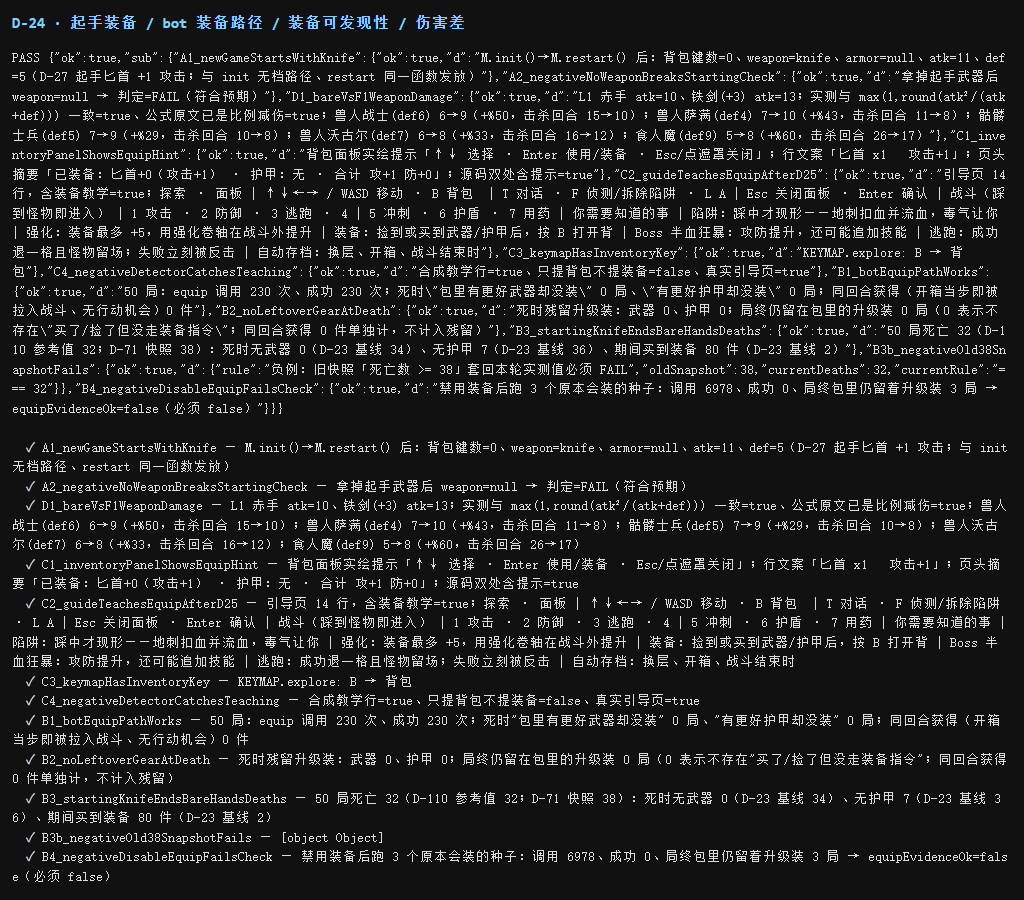 D-24 · 起手装备 / bot 装备路径 / 装备可发现性 / 伤害差
PASS {"ok":true,"sub":{"A1_newGameStartsWithKnife":{"ok":true,"d":"M.init()→M.restart() 后：背包键数=0、weapon=knife、armor=null、atk=11、def
=5（D-27 起手匕首 +1 攻击；与 init 无档路径、restart 同一函数发放）"},"A2_negativeNoWeaponBreaksStartingCheck":{"ok":true,"d":"拿掉起手武器后
weapon=null → 判定=FAIL（符合预期）"},"D1_bareVsF1WeaponDamage":{"ok":true,"d":"L1 赤手 atk=10、铁剑(+3) atk=13；实测与 max(1,round(atk²/(atk
+def))) 一致=true、公式原文已是比例减伤=true；兽人战士(def6) 6→9（+%50，击杀回合 15→10）；兽人萨满(def4) 7→10（+%43，击杀回合 11→8）；骷髅
士兵(def5) 7→9（+%29，击杀回合 10→8）；兽人沃古尔(def7) 6→8（+%33，击杀回合 16→12）；食人魔(def9) 5→8（+%60，击杀回合 26→17）"},"C1_inve
ntoryPanelShowsEquipHint":{"ok":true,"d":"背包面板实绘提示「↑↓ 选择 · Enter 使用/装备 · Esc/点遮罩关闭」；行文案「匕首 x1   攻击+1」；页头
摘要「已装备：匕首+0（攻击+1） · 护甲：无 · 合计 攻+1 防+0」；源码双处含提示=true"},"C2_guideTeachesEquipAfterD25":{"ok":true,"d":"引导页 14
行，含装备教学=true；探索 · 面板 | ↑↓←→ / WASD 移动 · B 背包  | T 对话 · F 侦测/拆除陷阱 · L A | Esc 关闭面板 · Enter 确认 | 战斗（踩
到怪物即进入） | 1 攻击 · 2 防御 · 3 逃跑 · 4 | 5 冲刺 · 6 护盾 · 7 用药 | 你需要知道的事 | 陷阱：踩中才现形——地刺扣血并流血，毒气让你
| 强化：装备最多 +5，用强化卷轴在战斗外提升 | 装备：捡到或买到武器/护甲后，按 B 打开背 | Boss 半血狂暴：攻防提升，还可能追加技能 | 逃跑：成功
退一格且怪物留场；失败立刻被反击 | 自动存档：换层、开箱、战斗结束时"},"C3_keymapHasInventoryKey":{"ok":true,"d":"KEYMAP.explore: B → 背
包"},"C4_negativeDetectorCatchesTeaching":{"ok":true,"d":"合成教学行=true、只提背包不提装备=false、真实引导页=true"},"B1_botEquipPathWorks":
{"ok":true,"d":"50 局：equip 调用 230 次、成功 230 次；死时\"包里有更好武器却没装\" 0 局、\"有更好护甲却没装\" 0 局；同回合获得（开箱当步即被
拉入战斗、无行动机会）0 件"},"B2_noLeftoverGearAtDeath":{"ok":true,"d":"死时残留升级装：武器 0、护甲 0；局终仍留在包里的升级装 0 局（0 表示不
存在\"买了/捡了但没走装备指令\"；同回合获得 0 件单独计，不计入残留）"},"B3_startingKnifeEndsBareHandsDeaths":{"ok":true,"d":"50 局死亡 32（D-1
10 参考值 32；D-71 快照 38）：死时无武器 0（D-23 基线 34）、无护甲 7（D-23 基线 36）、期间买到装备 80 件（D-23 基线 2）"},"B3b_negativeOld38Sn
apshotFails":{"ok":true,"d":{"rule":"负例：旧快照「死亡数 >= 38」套回本轮实测值必须 FAIL","oldSnapshot":38,"currentDeaths":32,"currentRule":"=
== 32"}},"B4_negativeDisableEquipFailsCheck":{"ok":true,"d":"禁用装备后跑 3 个原本会装的种子：调用 6978、成功 0、局终包里仍留着升级装 3 局 →
equipEvidenceOk=false（必须 false）"}}}
✓ A1_newGameStartsWithKnife — M.init()→M.restart() 后：背包键数=0、weapon=knife、armor=null、atk=11、def=5（D-27 起手匕首 +1 攻击；与 init
无档路径、restart 同一函数发放）
✓ A2_negativeNoWeaponBreaksStartingCheck — 拿掉起手武器后 weapon=null → 判定=FAIL（符合预期）
✓ D1_bareVsF1WeaponDamage — L1 赤手 atk=10、铁剑(+3) atk=13；实测与 max(1,round(atk²/(atk+def))) 一致=true、公式原文已是比例减伤=true；兽人
战士(def6) 6→9（+%50，击杀回合 15→10）；兽人萨满(def4) 7→10（+%43，击杀回合 11→8）；骷髅士兵(def5) 7→9（+%29，击杀回合 10→8）；兽人沃古
尔(def7) 6→8（+%33，击杀回合 16→12）；食人魔(def9) 5→8（+%60，击杀回合 26→17）
✓ C1_inventoryPanelShowsEquipHint — 背包面板实绘提示「↑↓ 选择 · Enter 使用/装备 · Esc/点遮罩关闭」；行文案「匕首 x1   攻击+1」；页头摘
要「已装备：匕首+0（攻击+1） · 护甲：无 · 合计 攻+1 防+0」；源码双处含提示=true
✓ C2_guideTeachesEquipAfterD25 — 引导页 14 行，含装备教学=true；探索 · 面板 | ↑↓←→ / WASD 移动 · B 背包  | T 对话 · F 侦测/拆除陷阱
· L A | Esc 关闭面板 · Enter 确认 | 战斗（踩到怪物即进入） | 1 攻击 · 2 防御 · 3 逃跑 · 4 | 5 冲刺 · 6 护盾 · 7 用药 | 你需要知道的事 |
陷阱：踩中才现形——地刺扣血并流血，毒气让你 | 强化：装备最多 +5，用强化卷轴在战斗外提升 | 装备：捡到或买到武器/护甲后，按 B 打开背 | Boss 半
血狂暴：攻防提升，还可能追加技能 | 逃跑：成功退一格且怪物留场；失败立刻被反击 | 自动存档：换层、开箱、战斗结束时
✓ C3_keymapHasInventoryKey — KEYMAP.explore: B → 背包
✓ C4_negativeDetectorCatchesTeaching — 合成教学行=true、只提背包不提装备=false、真实引导页=true
✓ B1_botEquipPathWorks — 50 局：equip 调用 230 次、成功 230 次；死时"包里有更好武器却没装" 0 局、"有更好护甲却没装" 0 局；同回合获得（开箱
当步即被拉入战斗、无行动机会）0 件
✓ B2_noLeftoverGearAtDeath — 死时残留升级装：武器 0、护甲 0；局终仍留在包里的升级装 0 局（0 表示不存在"买了/捡了但没走装备指令"；同回合获得
0 件单独计，不计入残留）
✓ B3_startingKnifeEndsBareHandsDeaths — 50 局死亡 32（D-110 参考值 32；D-71 快照 38）：死时无武器 0（D-23 基线 34）、无护甲 7（D-23 基线 3
6）、期间买到装备 80 件（D-23 基线 2）
✓ B3b_negativeOld38SnapshotFails — [object Object]
✓ B4_negativeDisableEquipFailsCheck — 禁用装备后跑 3 个原本会装的种子：调用 6978、成功 0、局终包里仍留着升级装 3 局 → equipEvidenceOk=fals
e（必须 false）